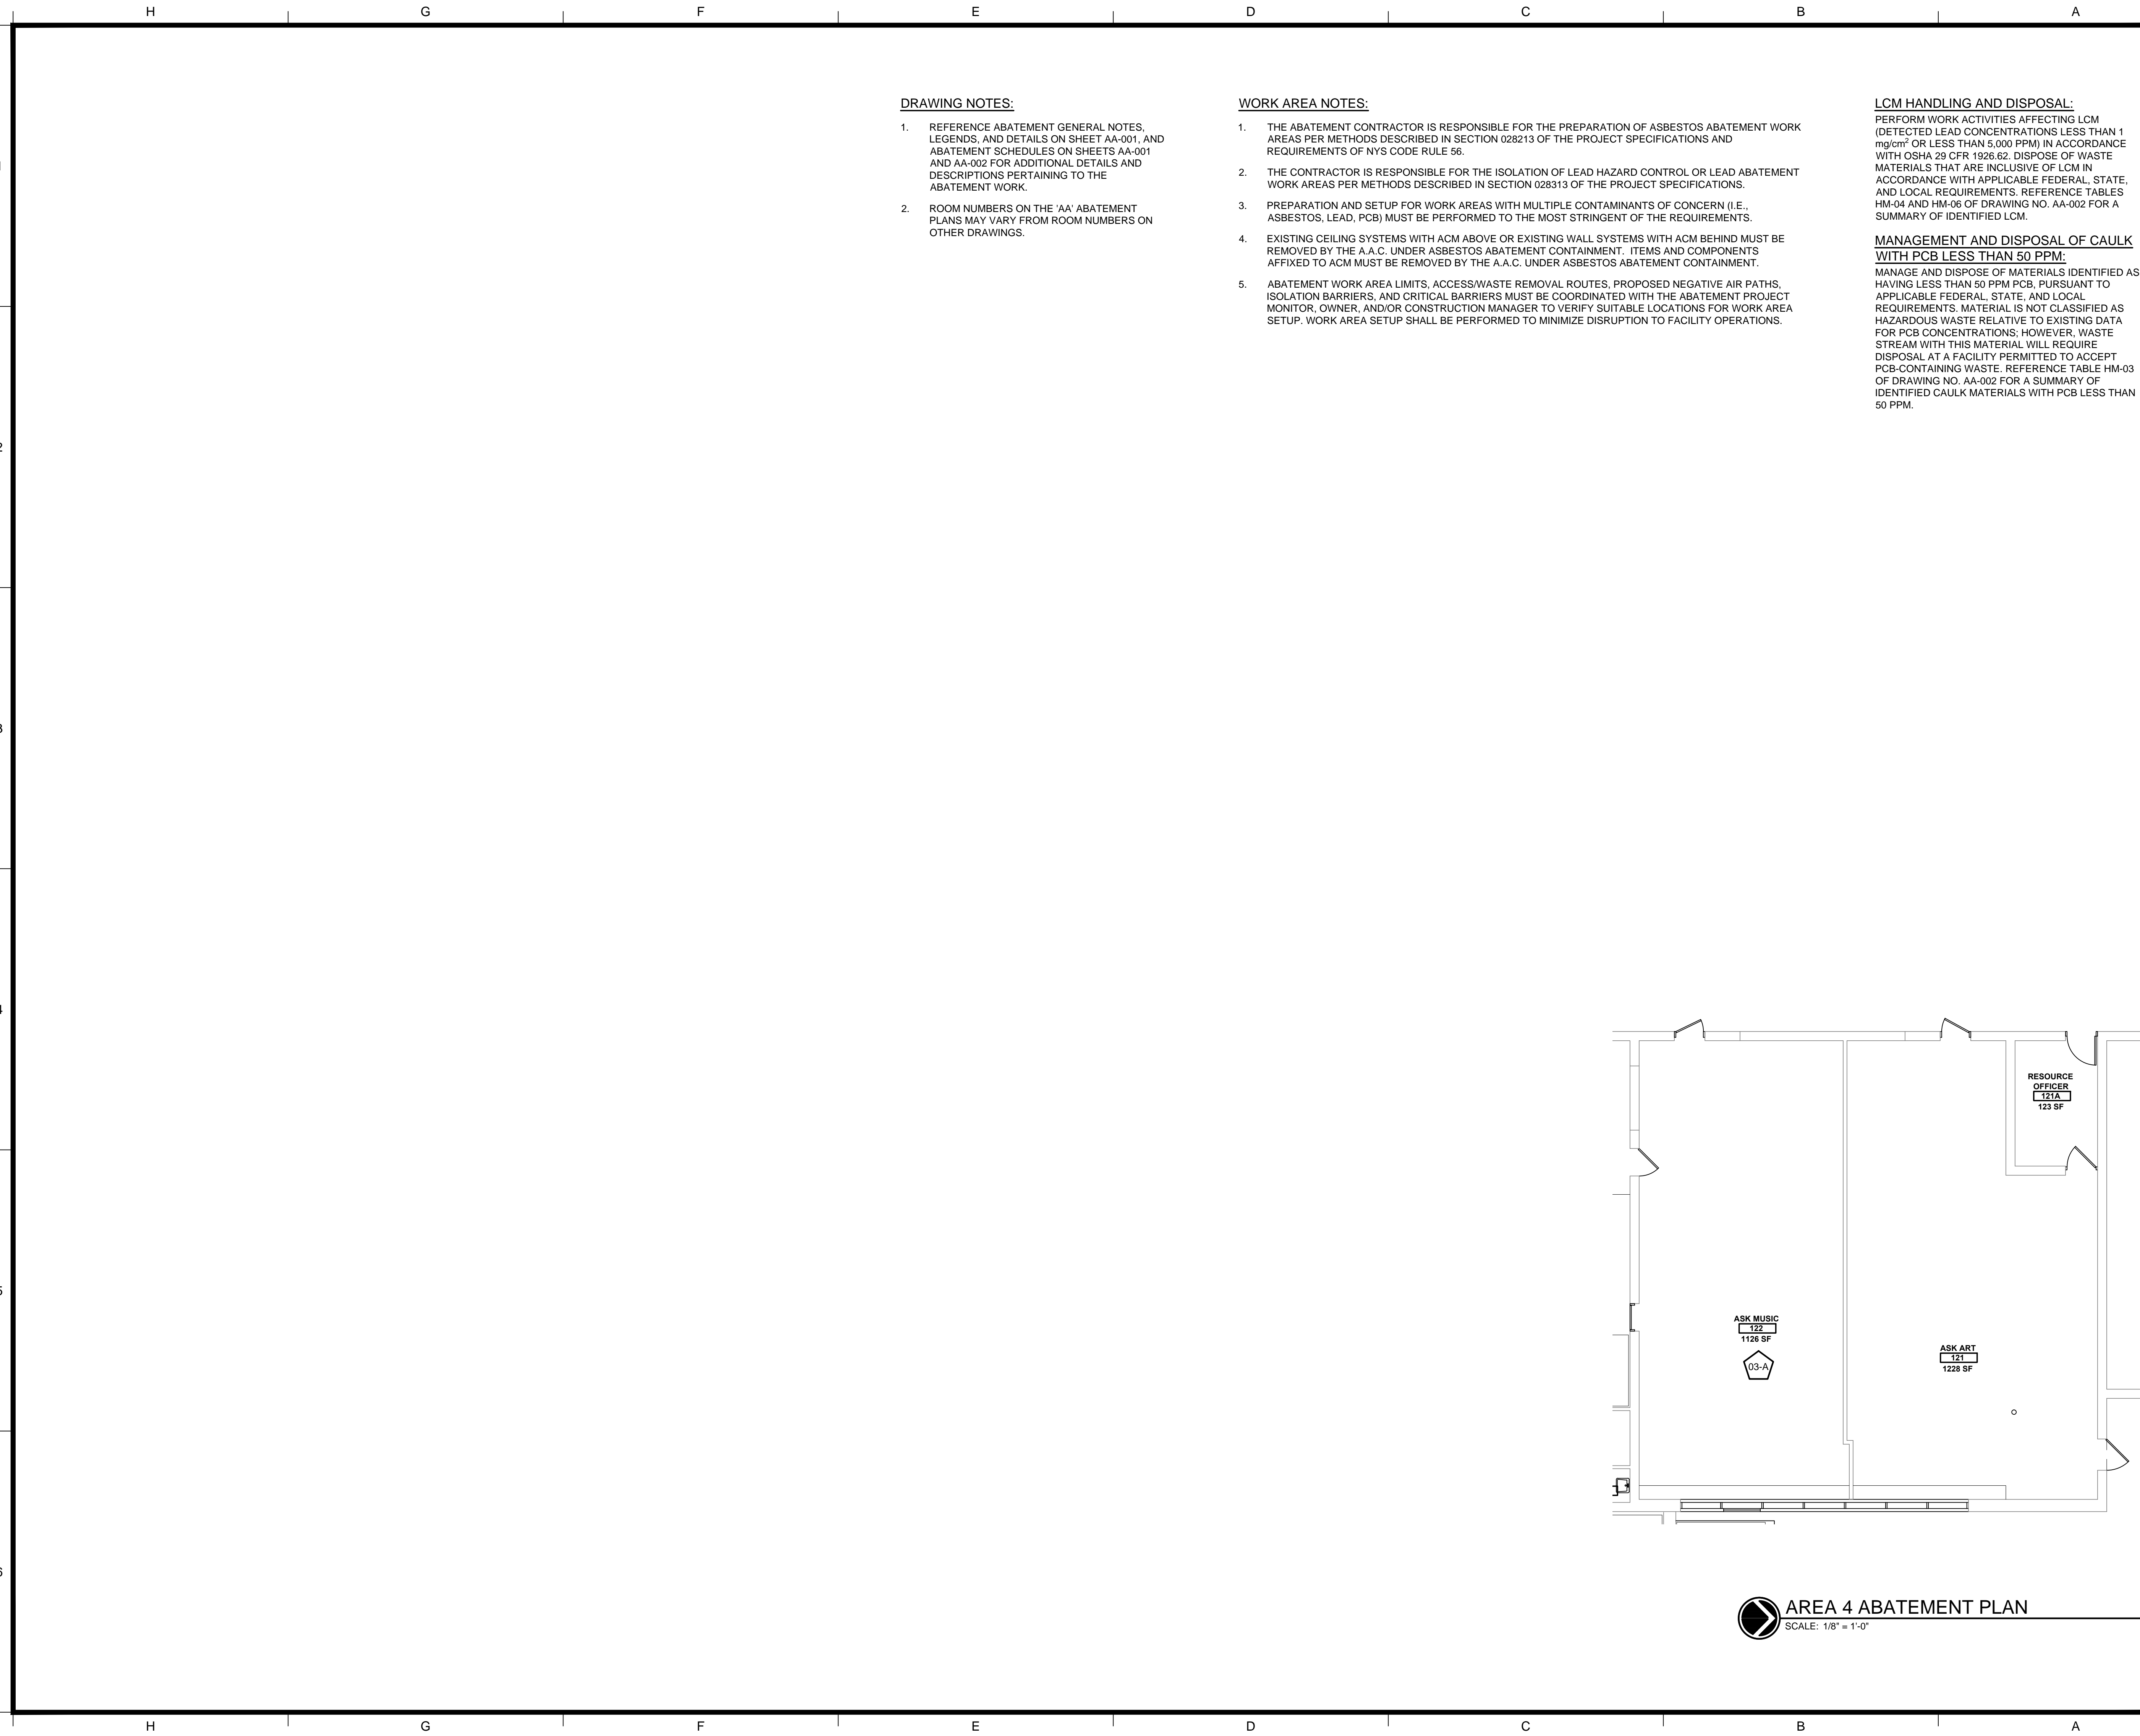 H G F E D C B A
DRAWING NOTES:
1. REFERENCE ABATEMENT GENERAL NOTES,
LEGENDS, AND DETAILS ON SHEET AA-001, AND
ABATEMENT SCHEDULES ON SHEETS AA-001
AND AA-002 FOR ADDITIONAL DETAILS AND
DESCRIPTIONS PERTAINING TO THE
ABATEMENT WORK.
2. ROOM NUMBERS ON THE 'AA' ABATEMENT
PLANS MAY VARY FROM ROOM NUMBERS ON
OTHER DRAWINGS.
WORK AREA NOTES:
1. THE ABATEMENT CONTRACTOR IS RESPONSIBLE FOR THE PREPARATION OF ASBESTOS ABATEMENT WORK
AREAS PER METHODS DESCRIBED IN SECTION 028213 OF THE PROJECT SPECIFICATIONS AND
REQUIREMENTS OF NYS CODE RULE 56.
2. THE CONTRACTOR IS RESPONSIBLE FOR THE ISOLATION OF LEAD HAZARD CONTROL OR LEAD ABATEMENT
WORK AREAS PER METHODS DESCRIBED IN SECTION 028313 OF THE PROJECT SPECIFICATIONS.
3. PREPARATION AND SETUP FOR WORK AREAS WITH MULTIPLE CONTAMINANTS OF CONCERN (I.E.,
ASBESTOS, LEAD, PCB) MUST BE PERFORMED TO THE MOST STRINGENT OF THE REQUIREMENTS.
4. EXISTING CEILING SYSTEMS WITH ACM ABOVE OR EXISTING WALL SYSTEMS WITH ACM BEHIND MUST BE
REMOVED BY THE A.A.C. UNDER ASBESTOS ABATEMENT CONTAINMENT. ITEMS AND COMPONENTS
AFFIXED TO ACM MUST BE REMOVED BY THE A.A.C. UNDER ASBESTOS ABATEMENT CONTAINMENT.
5. ABATEMENT WORK AREA LIMITS, ACCESS/WASTE REMOVAL ROUTES, PROPOSED NEGATIVE AIR PATHS,
ISOLATION BARRIERS, AND CRITICAL BARRIERS MUST BE COORDINATED WITH THE ABATEMENT PROJECT
MONITOR, OWNER, AND/OR CONSTRUCTION MANAGER TO VERIFY SUITABLE LOCATIONS FOR WORK AREA
SETUP. WORK AREA SETUP SHALL BE PERFORMED TO MINIMIZE DISRUPTION TO FACILITY OPERATIONS.
LCM HANDLING AND DISPOSAL:
PERFORM WORK ACTIVITIES AFFECTING LCM
(DETECTED LEAD CONCENTRATIONS LESS THAN 1
mg/cm² OR LESS THAN 5,000 PPM) IN ACCORDANCE
WITH OSHA 29 CFR 1926.62. DISPOSE OF WASTE
MATERIALS THAT ARE INCLUSIVE OF LCM IN
ACCORDANCE WITH APPLICABLE FEDERAL, STATE,
AND LOCAL REQUIREMENTS. REFERENCE TABLES
HM-04 AND HM-06 OF DRAWING NO. AA-002 FOR A
SUMMARY OF IDENTIFIED LCM.
MANAGEMENT AND DISPOSAL OF CAULK
WITH PCB LESS THAN 50 PPM:
MANAGE AND DISPOSE OF MATERIALS IDENTIFIED AS
HAVING LESS THAN 50 PPM PCB, PURSUANT TO
APPLICABLE FEDERAL, STATE, AND LOCAL
REQUIREMENTS. MATERIAL IS NOT CLASSIFIED AS
HAZARDOUS WASTE RELATIVE TO EXISTING DATA
FOR PCB CONCENTRATIONS; HOWEVER, WASTE
STREAM WITH THIS MATERIAL WILL REQUIRE
DISPOSAL AT A FACILITY PERMITTED TO ACCEPT
PCB-CONTAINING WASTE. REFERENCE TABLE HM-03
OF DRAWING NO. AA-002 FOR A SUMMARY OF
IDENTIFIED CAULK MATERIALS WITH PCB LESS THAN
50 PPM.
RESOURCE
OFFICER
121A
123 SF
ASK MUSIC
122
1126 SF
03-A
ASK ART
121
1228 SF
AREA 4 ABATEMENT PLAN
SCALE: 1/8" = 1'-0"
H G F E D C B A